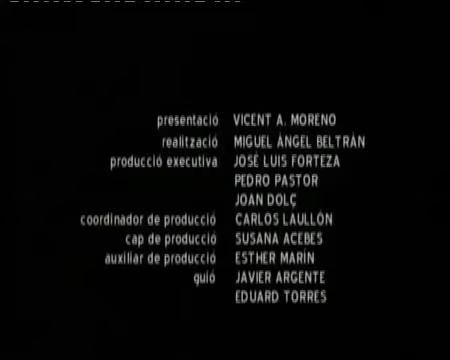 presentació VICENT A. MORENO
realització MIGUEL ÀNGEL BELTRÁN
producció executiva JOSÉ LUIS FORTEZA
PEDRO PASTOR
JOAN DOLÇ
coordinador de producció CARLOS LAULLÓN
cap de producció SUSANA ACEBES
auxiliar de producció ESTHER MARÍN
guió JAVIER ARGENTE
EDUARD TORRES